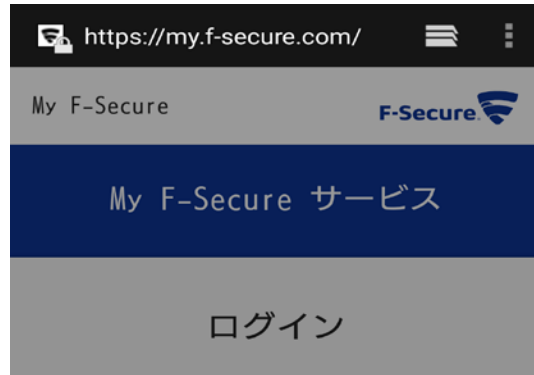 https://my.f-secure.com/
My F-Secure
F-Secure.
My F-Secure サービス
ログイン